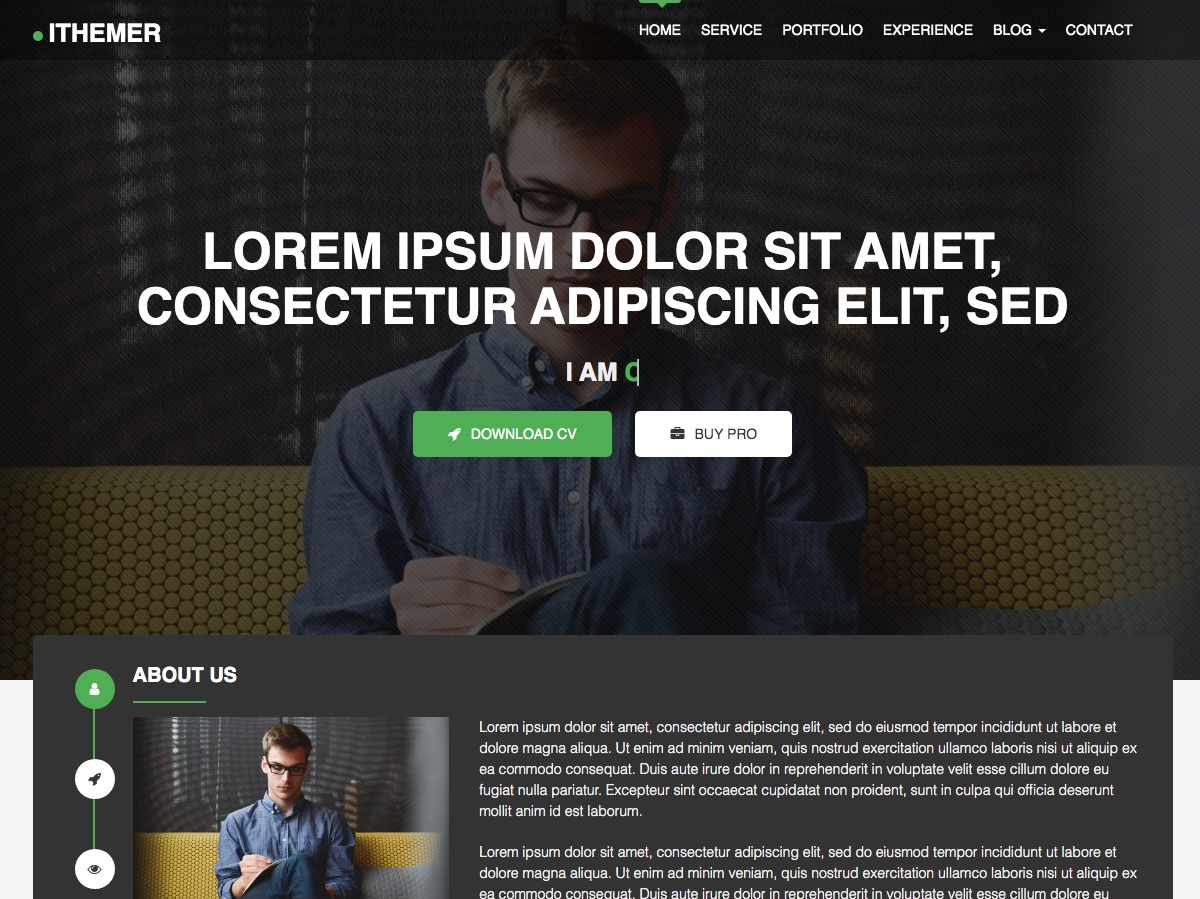 ITHEMER
HOME SERVICE PORTFOLIO EXPERIENCE BLOG CONTACT
LOREM IPSUM DOLOR SIT AMET,
CONSECTETUR ADIPISCING ELIT, SED
I AM C
DOWNLOAD CV
BUY PRO
ABOUT US
Lorem ipsum dolor sit amet, consectetur adipiscing elit, sed do eiusmod tempor incididunt ut labore et
dolore magna aliqua. Ut enim ad minim veniam, quis nostrud exercitation ullamco laboris nisi ut aliquip ex
ea commodo consequat. Duis aute irure dolor in reprehenderit in voluptate velit esse cillum dolore eu
fugiat nulla pariatur. Excepteur sint occaecat cupidatat non proident, sunt in culpa qui officia deserunt
mollit anim id est laborum.
Lorem ipsum dolor sit amet, consectetur adipiscing elit, sed do eiusmod tempor incididunt ut labore et
dolore magna aliqua. Ut enim ad minim veniam, quis nostrud exercitation ullamco laboris nisi ut aliquip ex
ea commodo consequat. Duis aute irure dolor in reprehenderit in voluptate velit esse cillum dolore eu